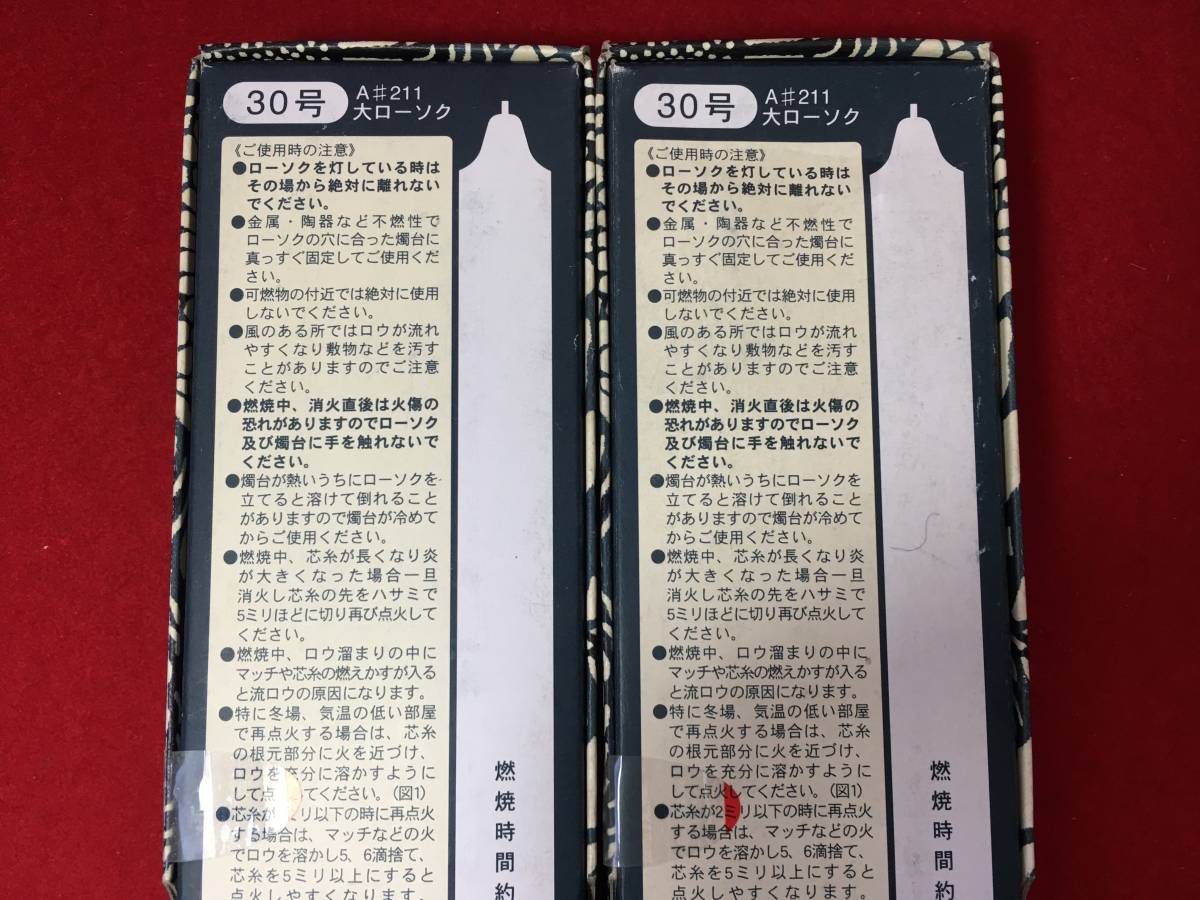 30号
A♯211
大ローソク
《ご使用時の注意》
●ローソクを灯している時は
その場から絶対に離れない
でください。
●金属・陶器など不燃性で
ローソクの穴に合った燭台に
真っすぐ固定してご使用くだ
さい。
●可燃物の付近では絶対に使用
しないでください。
●風のある所ではロウが流れ
やすくなり敷物などを汚す
ことがありますのでご注意
ください。
●燃焼中、消火直後は火傷の
恐れがありますのでローソク
及び燭台に手を触れないで
ください。
●燭台が熱いうちにローソクを
立てると溶けて倒れること
がありますので燭台が冷めて
からご使用ください。
●燃焼中、芯糸が長くなり炎
が大きくなった場合一旦
消火し芯糸の先をハサミで
5ミリほどに切り再び点火して
ください。
●燃焼中、ロウ溜まりの中に
マッチや芯糸の燃えかすが入る
と流ロウの原因になります。
●特に冬場、気温の低い部屋
で再点火する場合は、芯糸
の根元部分に火を近づけ、
ロウを充分に溶かすように
して点してください。(図1)
●芯糸がミリ以下の時に再点火
する場合は、マッチなどの火
でロウを溶かし5、6滴捨て、
芯糸を5ミリ以上にすると
点火しやすくなります。
燃焼時間約
30号
A♯211
大ローソク
《ご使用時の注意》
●ローソクを灯している時は
その場から絶対に離れない
でください。
●金属・陶器など不燃性で
ローソクの穴に合った燭台に
真っすぐ固定してご使用くだ
さい。
●可燃物の付近では絶対に使用
しないでください。
●風のある所ではロウが流れ
やすくなり敷物などを汚す
ことがありますのでご注意
ください。
●燃焼中、消火直後は火傷の
恐れがありますのでローソク
及び燭台に手を触れないで
ください。
●燭台が熱いうちにローソクを
立てると溶けて倒れること
がありますので燭台が冷めて
からご使用ください。
●燃焼中、芯糸が長くなり炎
が大きくなった場合一旦
消火し芯糸の先をハサミで
5ミリほどに切り再び点火して
ください。
●燃焼中、ロウ溜まりの中に
マッチや芯糸の燃えかすが入る
と流ロウの原因になります。
●特に冬場、気温の低い部屋
で再点火する場合は、芯糸
の根元部分に火を近づけ、
ロウを充分に溶かすように
して点火してください。(図1)
●芯糸が2ミリ以下の時に再点火
する場合は、マッチなどの火
でロウを溶かし5、6滴捨て、
芯糸を5ミリ以上にすると
点火しやすくなります。
燃焼時間約